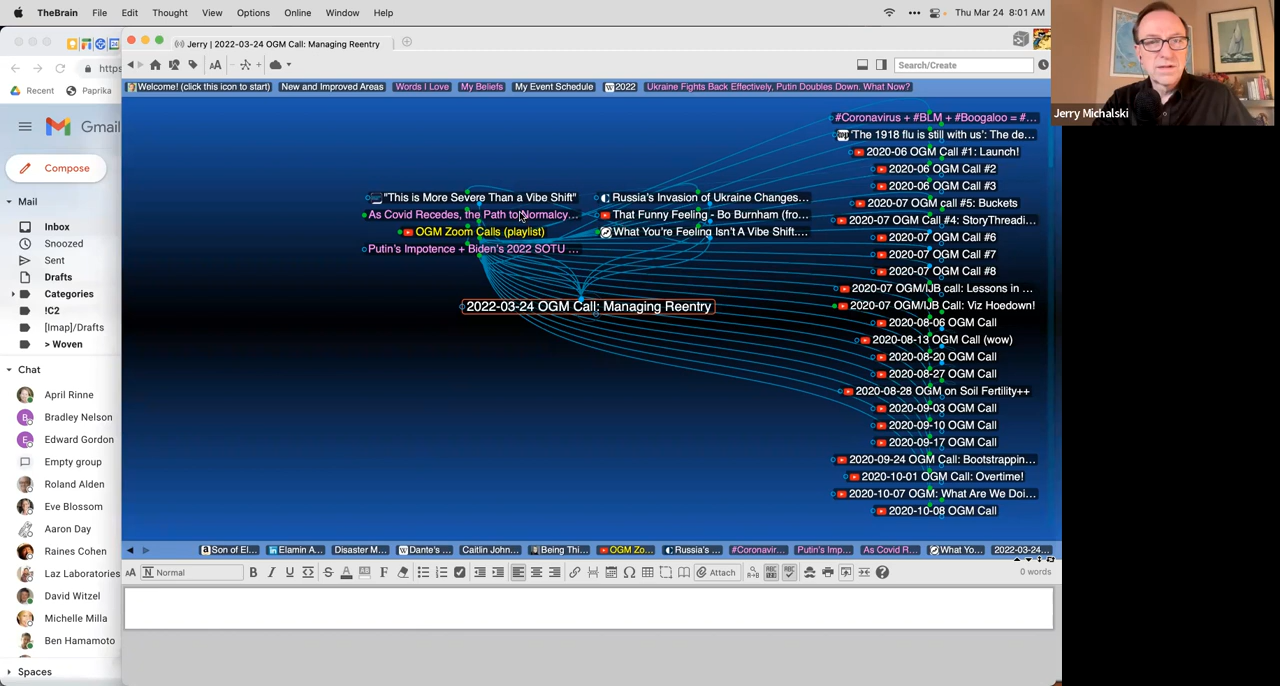 TheBrain File Edit Thought View Options Online Window Help
Thu Mar 24 8:01 AM
Jerry | 2022-03-24 OGM Call: Managing Reentry
https
Search/Create
Recent Paprika
Welcome! (click this icon to start) New and Improved Areas Words I Love My Beliefs My Event Schedule 2022 Ukraine Fights Back Effectively, Putin Doubles Down. What Now?
Jerry Michalski
Gmail
Compose
Mail
Inbox
Snoozed
Sent
Drafts
Categories
!C2
[Imap]/Drafts
> Woven
Chat
April Rinne
Bradley Nelson
Edward Gordon
Empty group
Roland Alden
Eve Blossom
Aaron Day
Raines Cohen
Laz Laboratories
David Witzel
Michelle Milla
Ben Hamamoto
Spaces
"This is More Severe Than a Vibe Shift"
As Covid Recedes, the Path to Normalcy...
OGM Zoom Calls (playlist)
Putin's Impotence + Biden's 2022 SOTU ...
Russia's Invasion of Ukraine Changes...
That Funny Feeling - Bo Burnham (fro...
What You're Feeling Isn't A Vibe Shift....
2022-03-24 OGM Call: Managing Reentry
#Coronavirus + #BLM + #Boogaloo = #...
'The 1918 flu is still with us': The de...
2020-06 OGM Call #1: Launch!
2020-06 OGM Call #2
2020-06 OGM Call #3
2020-07 OGM call #5: Buckets
2020-07 OGM Call #4: StoryThreadi...
2020-07 OGM Call #6
2020-07 OGM Call #7
2020-07 OGM Call #8
2020-07 OGM/IJB call: Lessons in ...
2020-07 OGM/IJB Call: Viz Hoedown!
2020-08-06 OGM Call
2020-08-13 OGM Call (wow)
2020-08-20 OGM Call
2020-08-27 OGM Call
2020-08-28 OGM on Soil Fertility++
2020-09-03 OGM Call
2020-09-10 OGM Call
2020-09-17 OGM Call
2020-09-24 OGM Call: Bootstrappin...
2020-10-01 OGM Call: Overtime!
2020-10-07 OGM: What Are We Doi...
2020-10-08 OGM Call
Son of El... Elamin A... Disaster M... Dante's ... Caitlin John... Being Thi... OGM Zo... Russia's ... #Coronavir... Putin's Imp... As Covid R... What Yo... 2022-03-24...
Normal
Attach
0 words